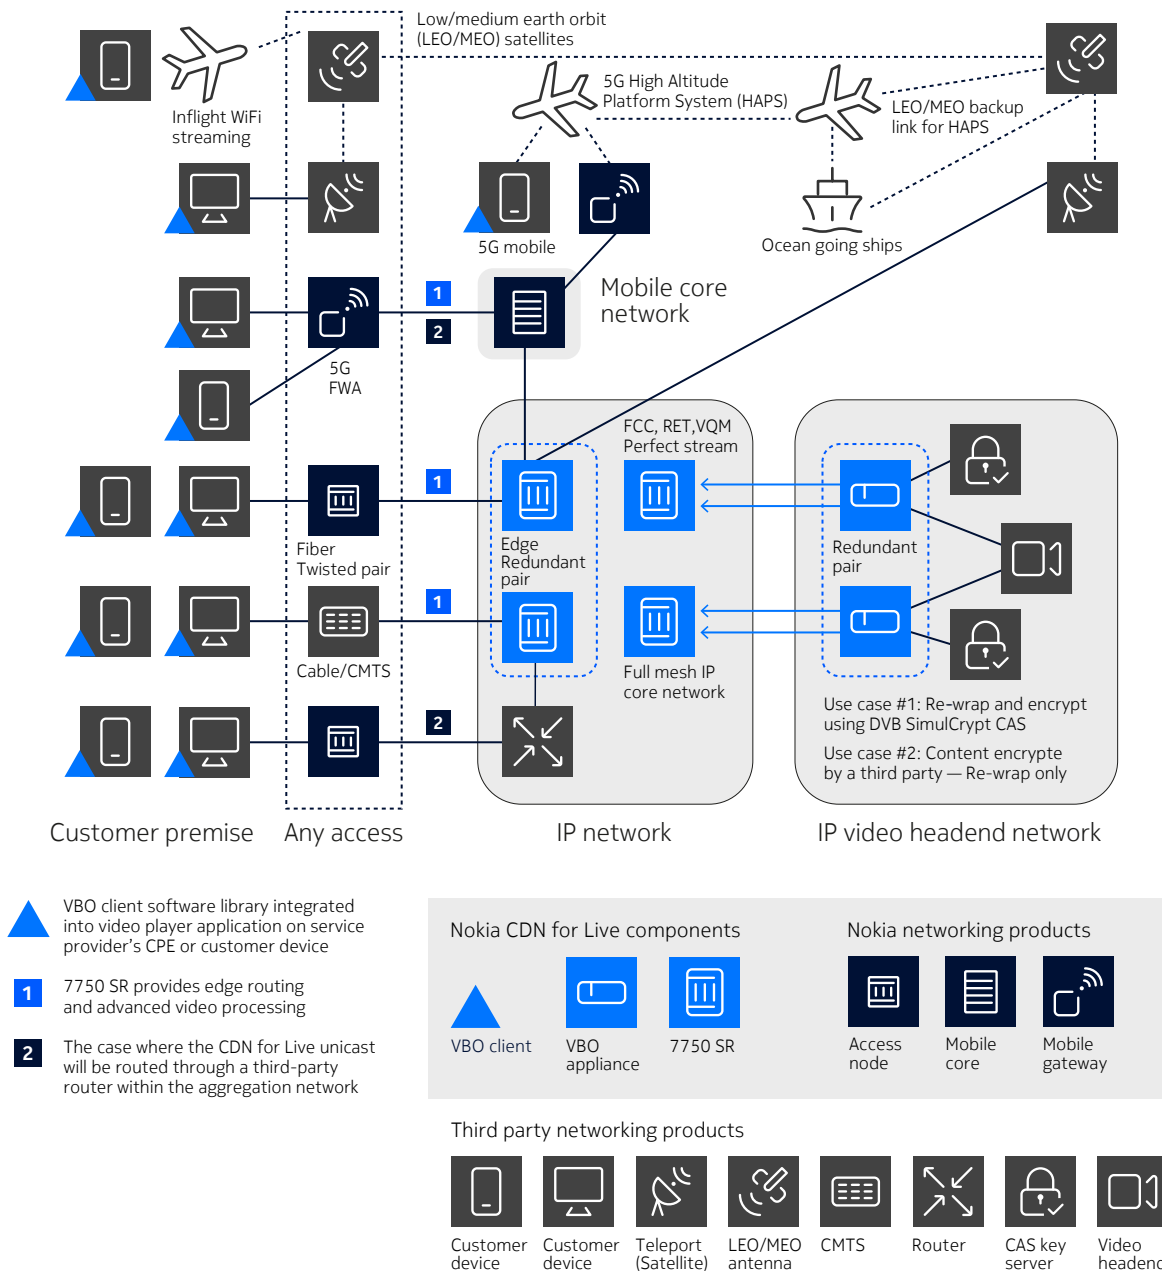 Low/medium earth orbit
(LEO/MEO) satellites
5G High Altitude
Platform System (HAPS)
LEO/MEO backup
link for HAPS
Inflight WiFi
streaming
5G mobile
Ocean going ships
1
2
Mobile core
network
5G
FWA
FCC, RET,VQM
Perfect stream
1
Fiber
Twisted pair
Edge
Redundant
pair
Redundant
pair
1
Cable/CMTS
Full mesh IP
core network
2
Use case #1: Re-wrap and encrypt
using DVB SimulCrypt CAS
Use case #2: Content encrypte
by a third party — Re-wrap only
Customer premise
Any access
IP network
IP video headend network
VBO client software library integrated
into video player application on service
provider's CPE or customer device
1
7750 SR provides edge routing
and advanced video processing
2
The case where the CDN for Live unicast
will be routed through a third-party
router within the aggregation network
Nokia CDN for Live components
VBO client
VBO
appliance
7750 SR
Nokia networking products
Access
node
Mobile
core
Mobile
gateway
Third party networking products
Customer
device
Customer
device
Teleport
(Satellite)
LEO/MEO
antenna
CMTS
Router
CAS key
server
Video
headend